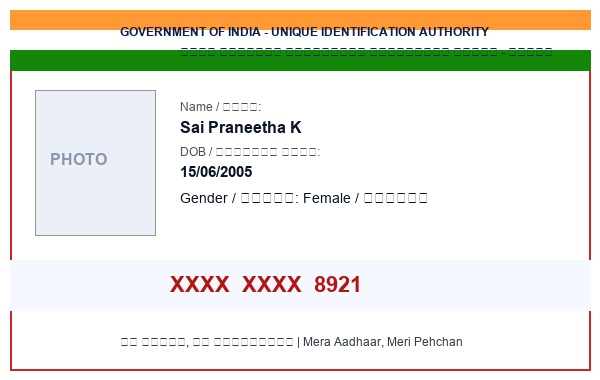 GOVERNMENT OF INDIA - UNIQUE IDENTIFICATION AUTHORITY
PHOTO
Name /
Sai Praneetha K
DOB /
15/06/2005
Gender / : Female /
XXXX XXXX 8921
| Mera Aadhaar, Meri Pehchan